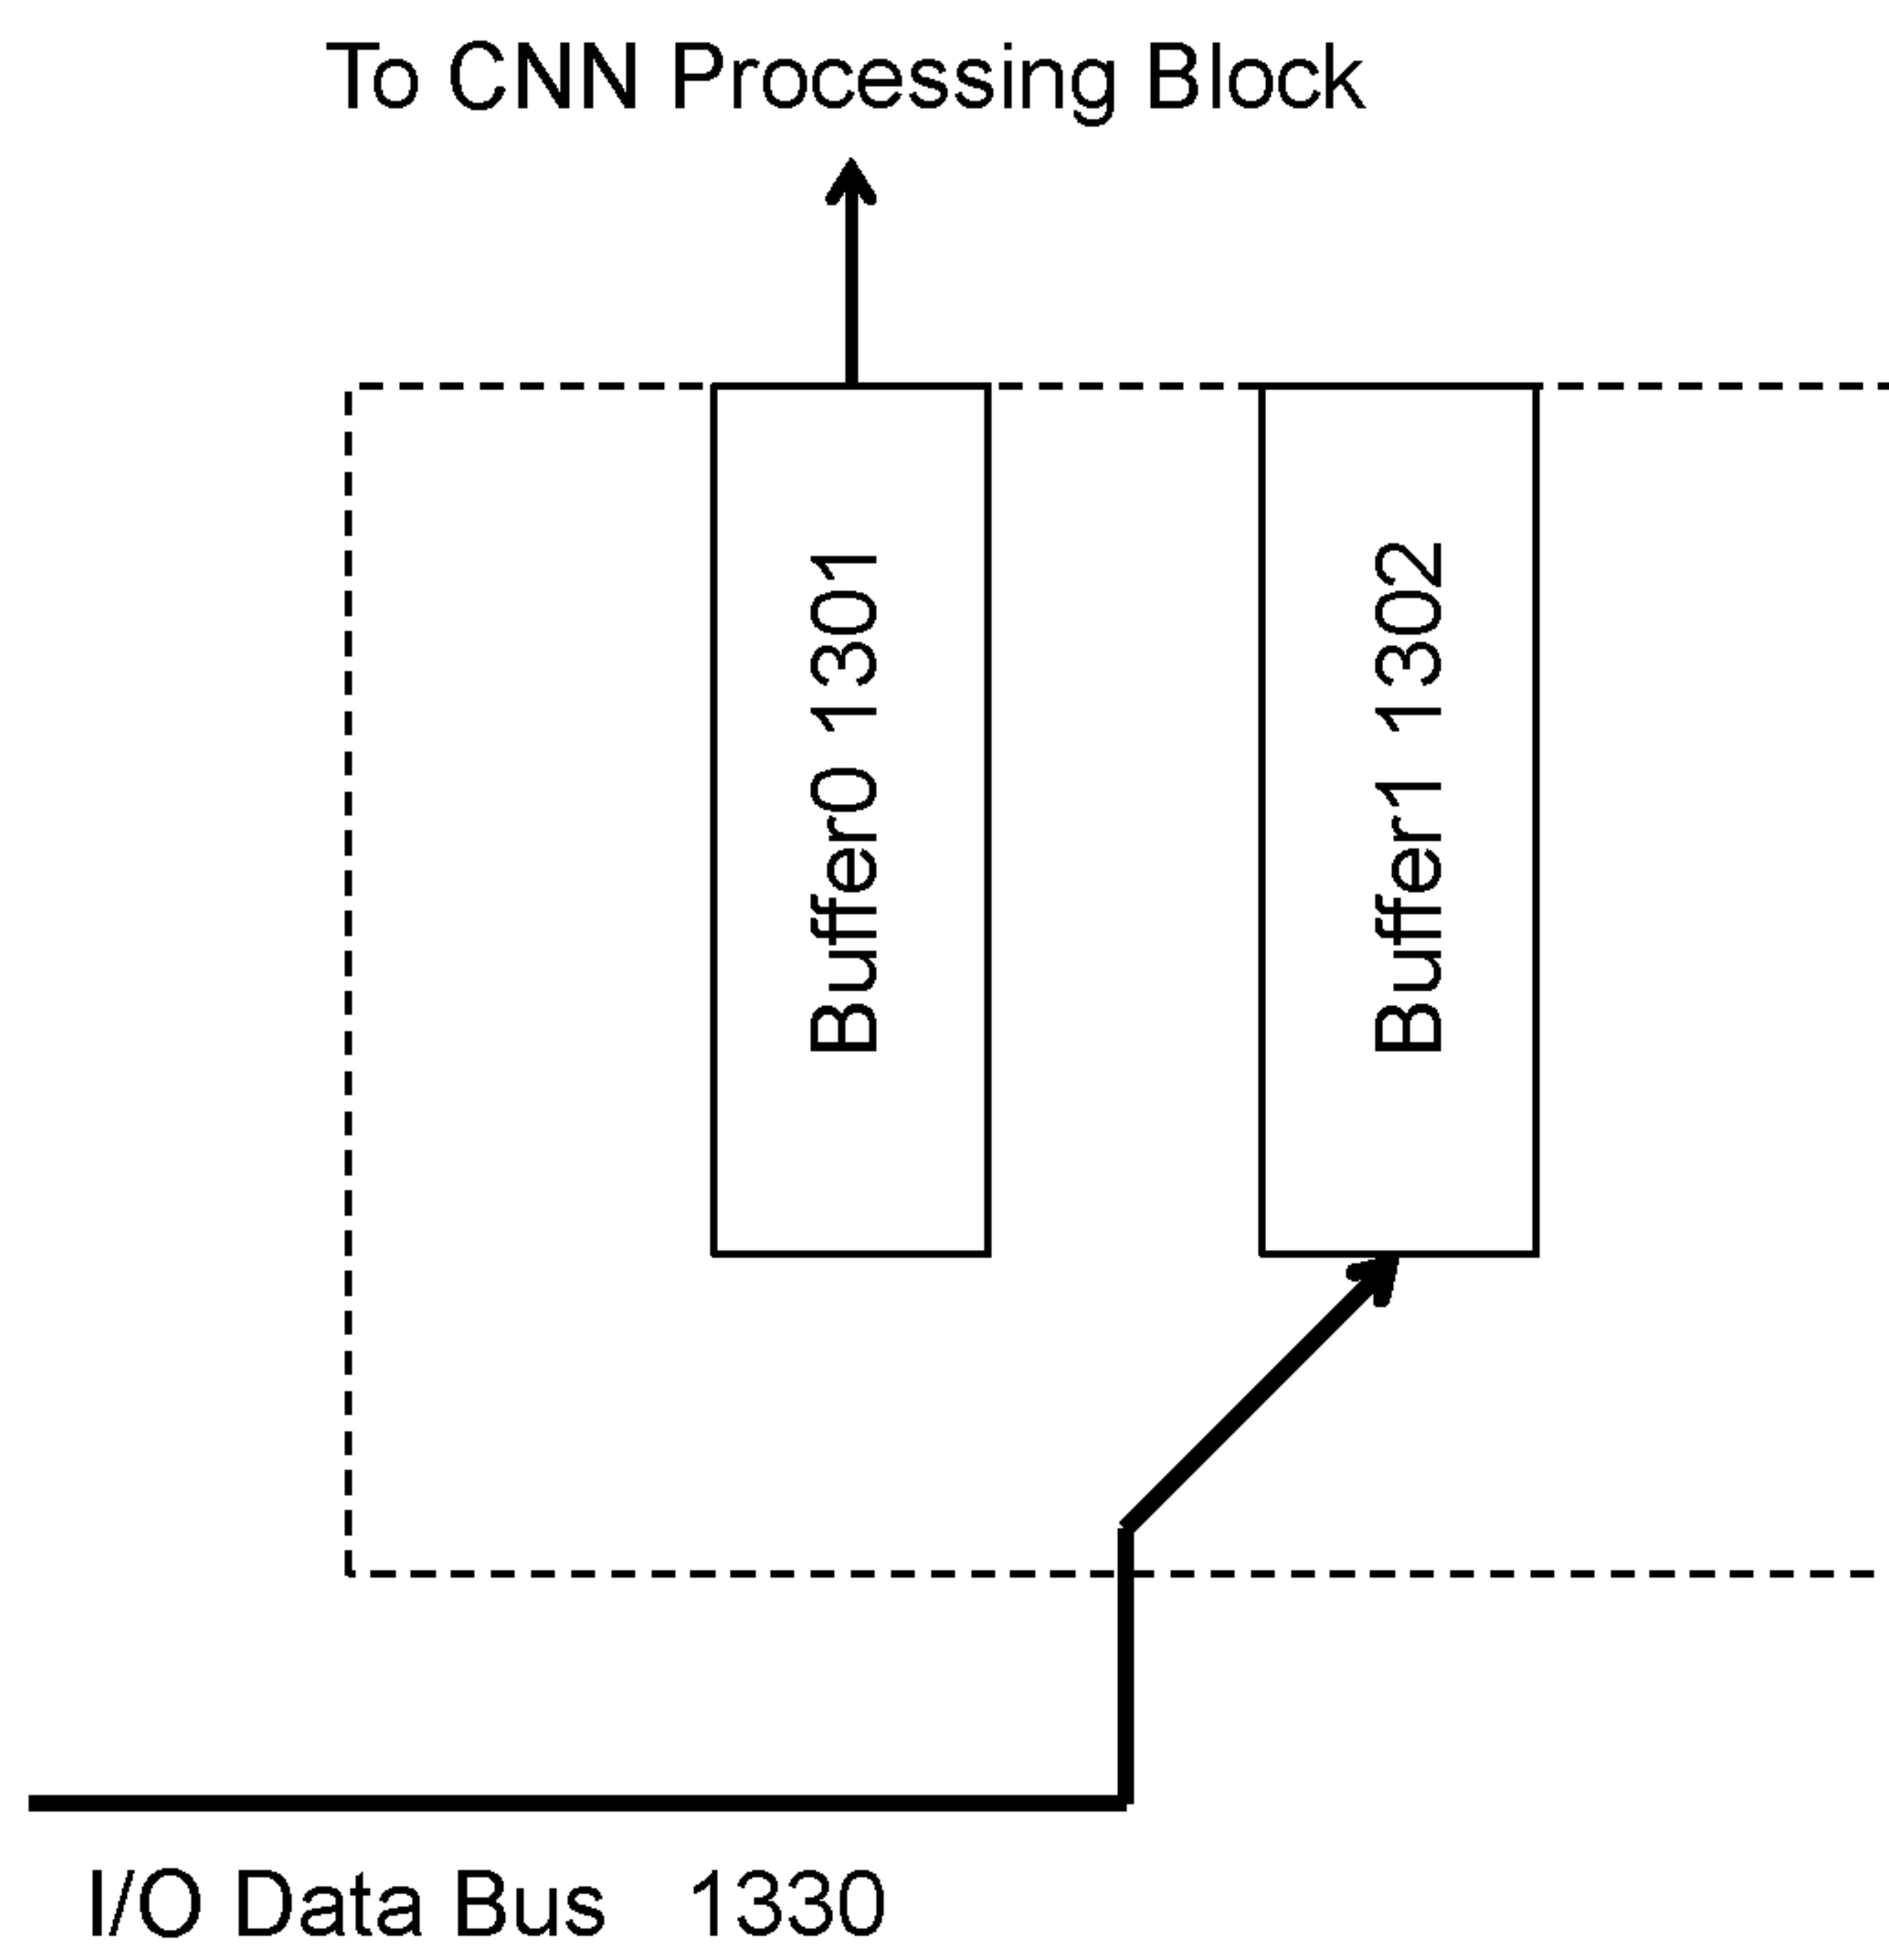 To CNN Processing Block
Buffer0 1301
Buffer1 1302
I/O Data Bus 1330